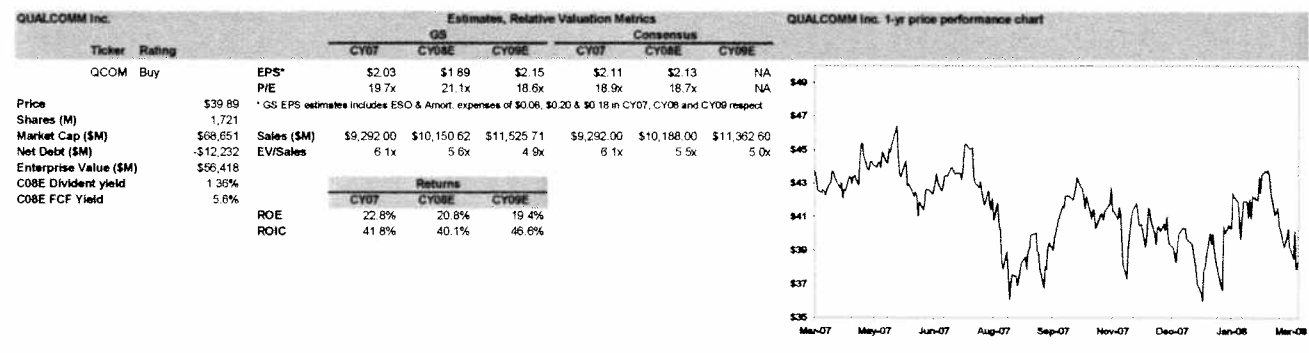 QUALCOMM Inc. Estimates, Relative Valuation Metrics QUALCOMM Inc. 1-yr price performance chart
GS Consensus
Ticker Rating CY07 CY08E CY09E CY07 CY08E CY09E
QCOM Buy EPS* $2.03 $1.89 $2.15 $2.11 $2.13 NA
P/E 19.7x 21.1x 18.6x 18.9x 18.7x NA
Price $39.89 * GS EPS estimates includes ESO & Amort. expenses of $0.06, $0.20 & $0.18 in CY07, CY08 and CY09 respect
Shares (M) 1,721
Market Cap ($M) $68,651 Sales ($M) $9,292.00 $10,150.62 $11,525.71 $9,292.00 $10,188.00 $11,362.60
Net Debt ($M) -$12,232 EV/Sales 6.1x 5.6x 4.9x 6.1x 5.5x 5.0x
Enterprise Value ($M) $56,418
C08E Divident yield 1.36% Returns
C08E FCF Yield 5.6% CY07 CY08E CY09E
ROE 22.8% 20.8% 19.4%
ROIC 41.8% 40.1% 46.6%
$49
$47
$45
$43
$41
$39
$37
$35
Mar-07 May-07 Jun-07 Aug-07 Sep-07 Nov-07 Dec-07 Jan-08 Mar-08